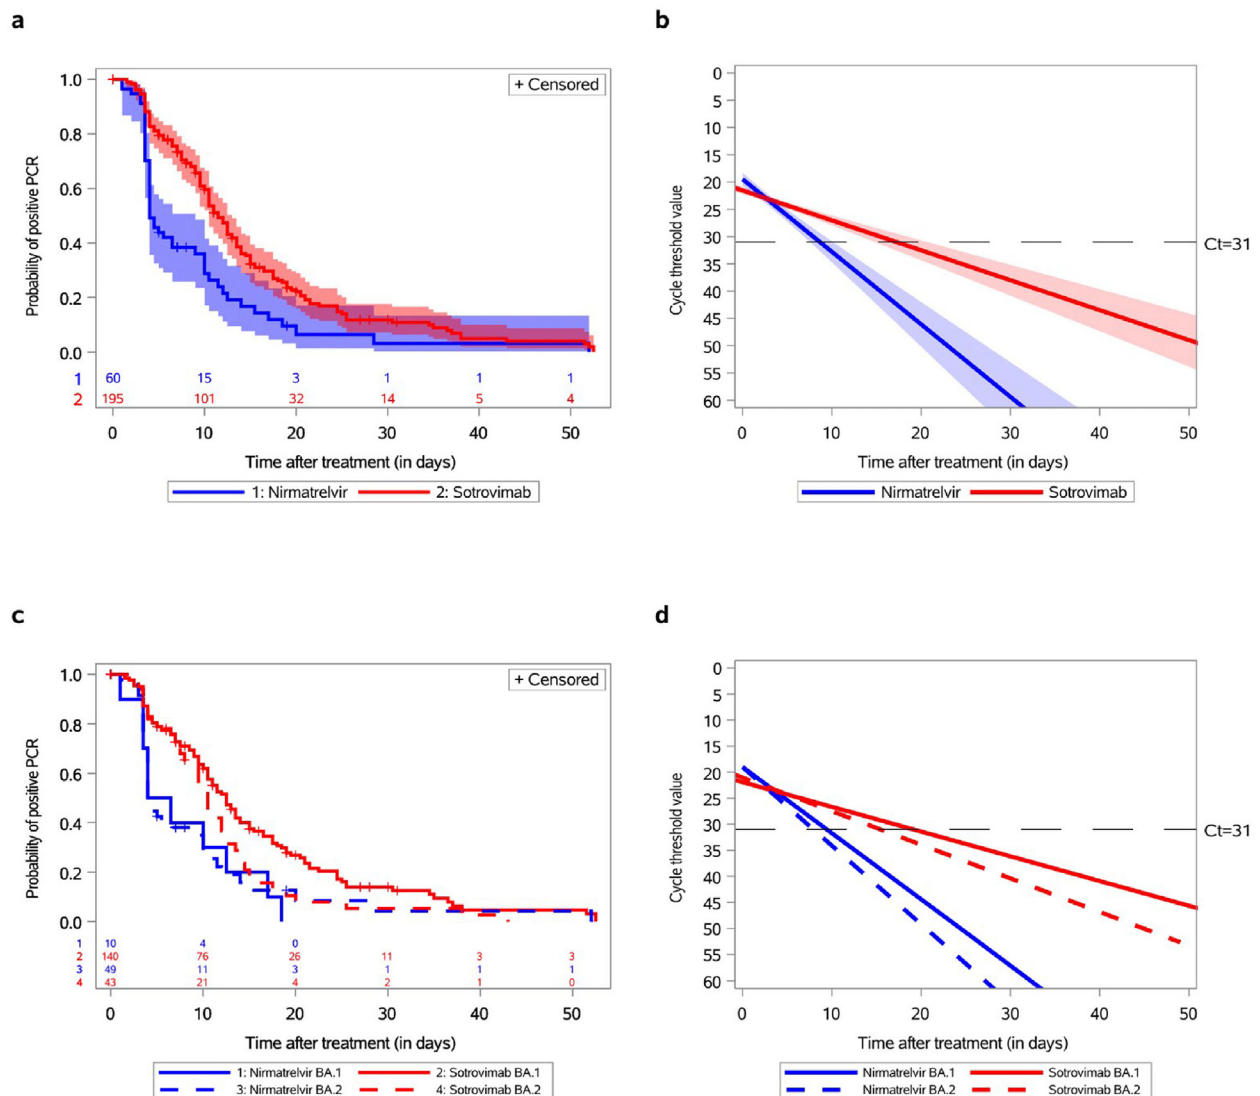 a
+ Censored
Probability of positive PCR
1.0
0.8
0.6
0.4
0.2
0.0
1 60 15 3 1 1 1
2 195 101 32 14 5 4
0 10 20 30 40 50
Time after treatment (in days)
1: Nirmatrelvir 2: Sotrovimab
b
Cycle threshold value
0
5
10
15
20
25
30
35
40
45
50
55
60
Ct=31
0 10 20 30 40 50
Time after treatment (in days)
Nirmatrelvir Sotrovimab
c
+ Censored
Probability of positive PCR
1.0
0.8
0.6
0.4
0.2
0.0
1 10 4 0
2 140 76 26 11 3 3
3 49 11 3 1 1 1
4 43 21 4 2 1 0
0 10 20 30 40 50
Time after treatment (in days)
1: Nirmatrelvir BA.1 2: Sotrovimab BA.1
3: Nirmatrelvir BA.2 4: Sotrovimab BA.2
d
Cycle threshold value
0
5
10
15
20
25
30
35
40
45
50
55
60
Ct=31
0 10 20 30 40 50
Time after treatment (in days)
Nirmatrelvir BA.1 Sotrovimab BA.1
Nirmatrelvir BA.2 Sotrovimab BA.2